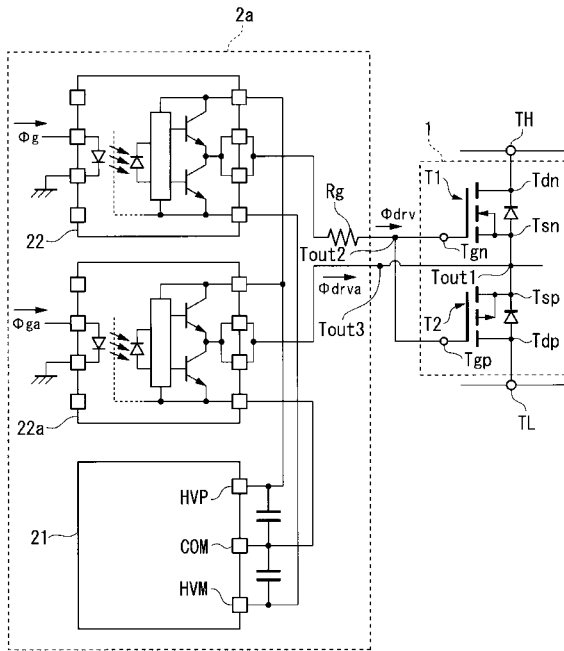 2a
Φg
22
Φga
22a
21
HVP
COM
HVM
Rg
Φdrv
Tout2
Φdrva
Tout3
1
TH
T1
Tdn
Tgn
Tsn
Tout1
T2
Tsp
Tgp
Tdp
TL